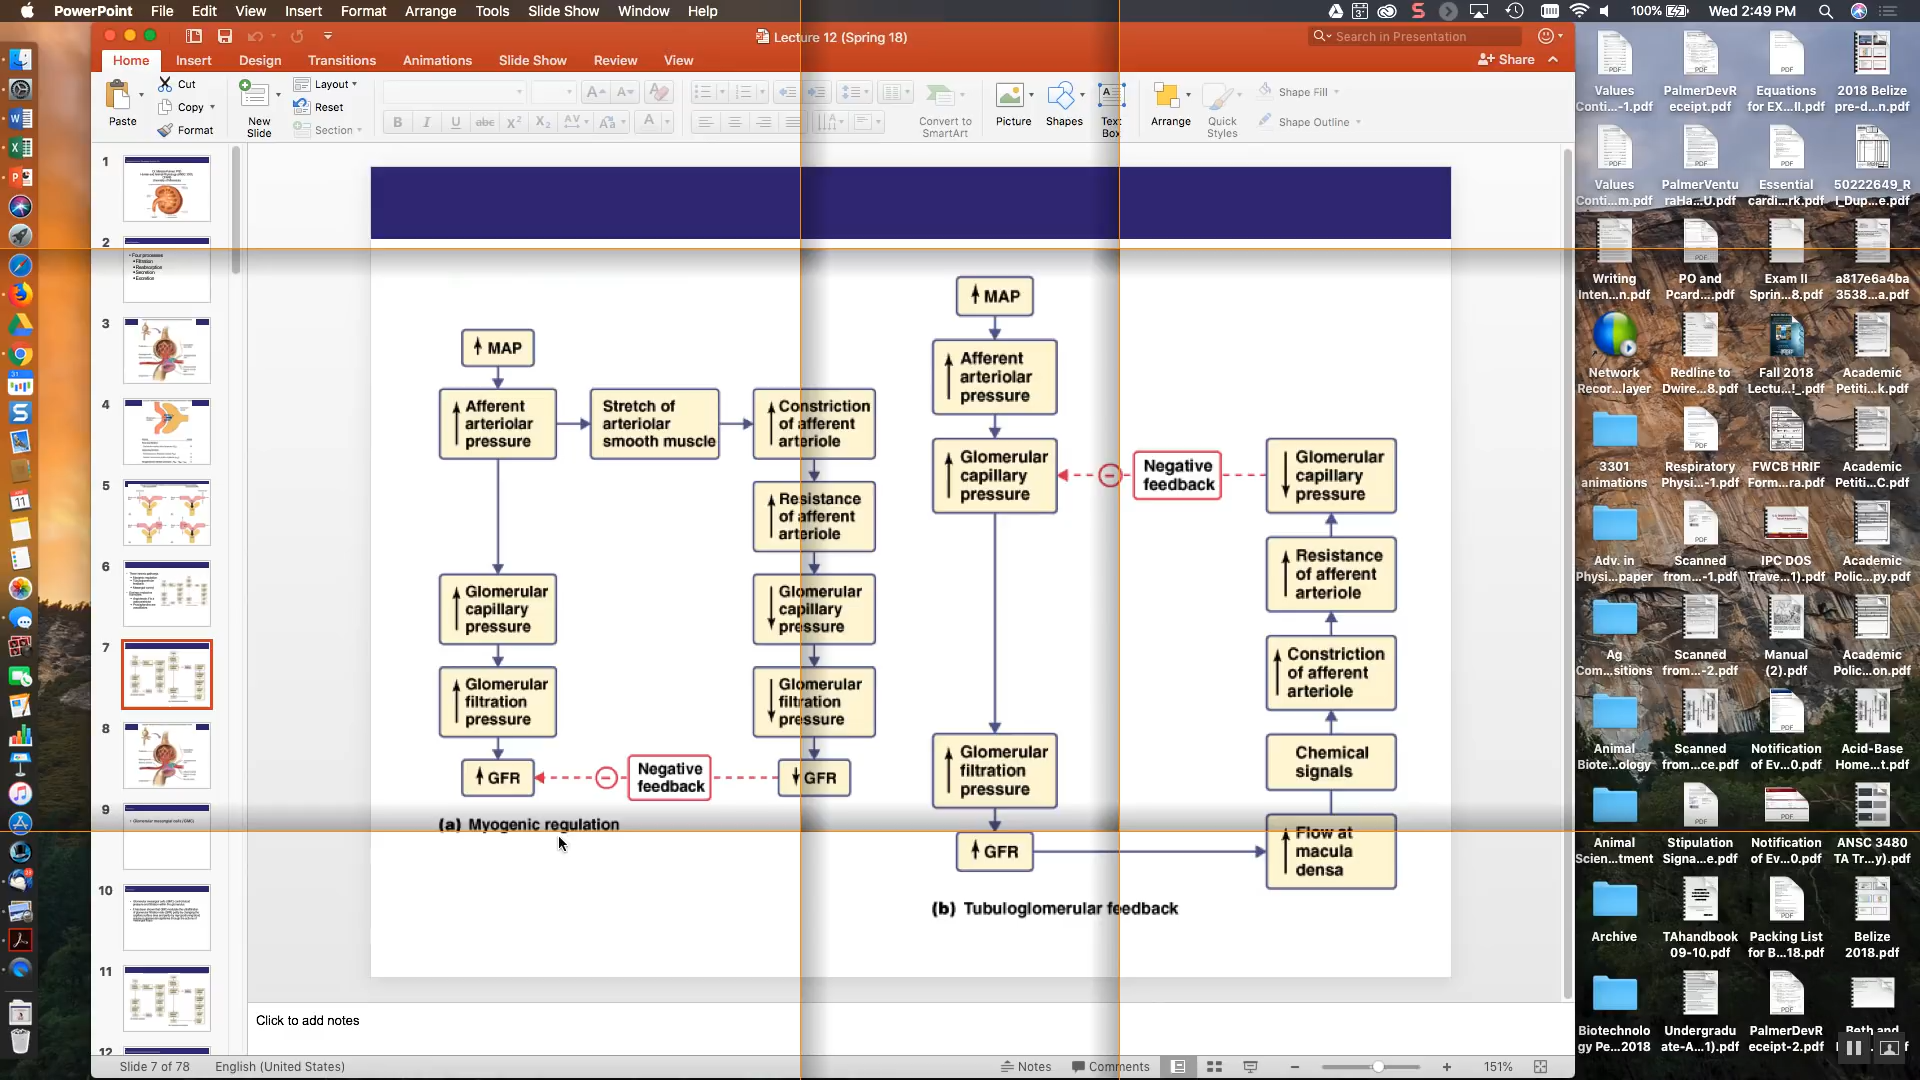 PowerPoint File Edit View Insert Format Arrange Tools Slide Show Window Help
100% Wed 2:49 PM
Lecture 12 (Spring 18)
Search in Presentation
Home Insert Design Transitions Animations Slide Show Review View
Share
Paste
Cut
Copy
Format
New
Slide
Layout
Reset
Section
Convert to
SmartArt
Picture
Shapes
Text
Box
Arrange
Quick
Styles
Shape Fill
Shape Outline
1
2
3
4
5
6
7
8
9
10
11
12
MAP
Afferent
arteriolar
pressure
Stretch of
arteriolar
smooth muscle
Constriction
of afferent
arteriole
Resistance
of afferent
arteriole
Glomerular
capillary
pressure
Glomerular
capillary
pressure
Glomerular
filtration
pressure
Glomerular
filtration
pressure
GFR
Negative
feedback
GFR
(a) Myogenic regulation
MAP
Afferent
arteriolar
pressure
Glomerular
capillary
pressure
Negative
feedback
Glomerular
capillary
pressure
Resistance
of afferent
arteriole
Constriction
of afferent
arteriole
Chemical
signals
Glomerular
filtration
pressure
GFR
Flow at
macula
densa
(b) Tubuloglomerular feedback
Click to add notes
Slide 7 of 78 English (United States)
Notes Comments 151%
Values
Conti...-1.pdf
PalmerDevR
eceipt.pdf
Equations
for EX...II.pdf
2018 Belize
pre-d...n.pdf
Values
Conti...m.pdf
PalmerVentu
raHa...U.pdf
Essential
cardi...rk.pdf
50222649_R
I_Dup...e.pdf
Writing
Inten...n.pdf
PO and
Pcard....pdf
Exam II
Sprin...8.pdf
a817e6a4ba
3538...a.pdf
Network
Recor...layer
Redline to
Dwire...8.pdf
Fall 2018
Lectu...!_.pdf
Academic
Petiti...k.pdf
3301
animations
Respiratory
Physi...-1.pdf
FWCB HRIF
Form...ra.pdf
Academic
Petiti...C.pdf
Adv. in
Physi...paper
Scanned
from...-1.pdf
IPC DOS
Trave...1).pdf
Academic
Polic...py.pdf
Ag
Com...sitions
Scanned
from...-2.pdf
Manual
(2).pdf
Academic
Polic...on.pdf
Animal
Biote...ology
Scanned
from...ce.pdf
Notification
of Ev...0.pdf
Acid-Base
Home...t.pdf
Animal
Scien...tment
Stipulation
Signa...e.pdf
Notification
of Ev...0.pdf
ANSC 3480
TA Tr...y).pdf
Archive
TAhandbook
09-10.pdf
Packing List
for B...18.pdf
Belize
2018.pdf
Biotechnolo
gy Pe...2018
Undergradu
ate-A...1).pdf
PalmerDevR
eceipt-2.pdf
Beth and